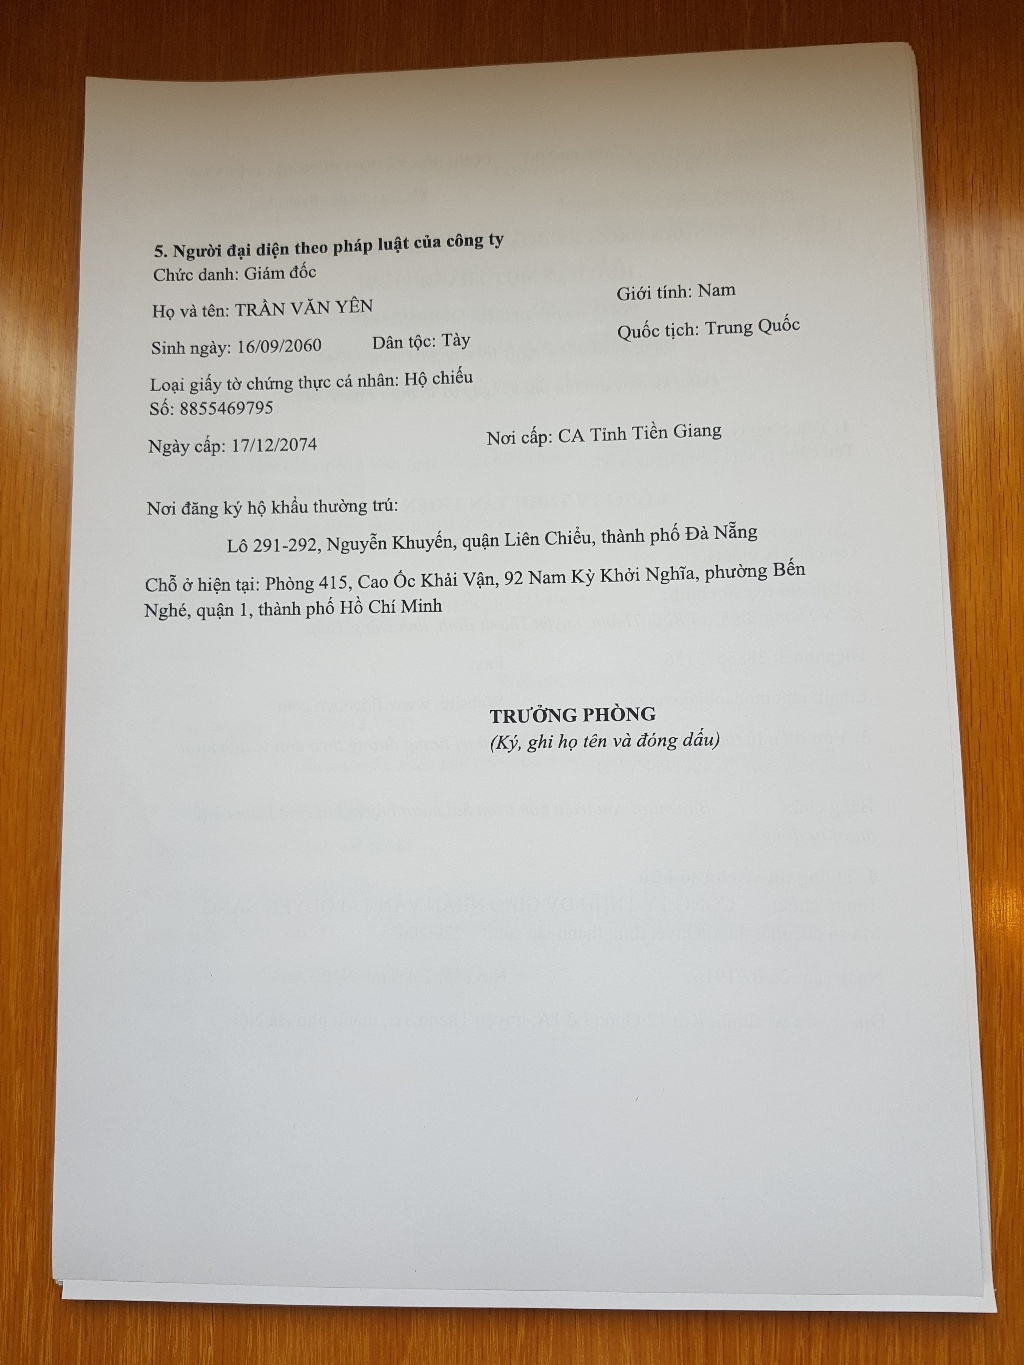 5. Người đại diện theo pháp luật của công ty
Chức danh: Giám đốc
Họ và tên: TRẦN VĂN YÊN Giới tính: Nam
Sinh ngày: 16/09/2060 Dân tộc: Tày Quốc tịch: Trung Quốc
Loại giấy tờ chứng thực cá nhân: Hộ chiếu
Số: 8855469795
Ngày cấp: 17/12/2074 Nơi cấp: CA Tỉnh Tiền Giang
Nơi đăng ký hộ khẩu thường trú:
Lô 291-292, Nguyễn Khuyến, quận Liên Chiểu, thành phố Đà Nẵng
Chỗ ở hiện tại: Phòng 415, Cao Ốc Khải Vận, 92 Nam Kỳ Khởi Nghĩa, phường Bến
Nghé, quận 1, thành phố Hồ Chí Minh
TRƯỞNG PHÒNG
(Ký, ghi họ tên và đóng dấu)